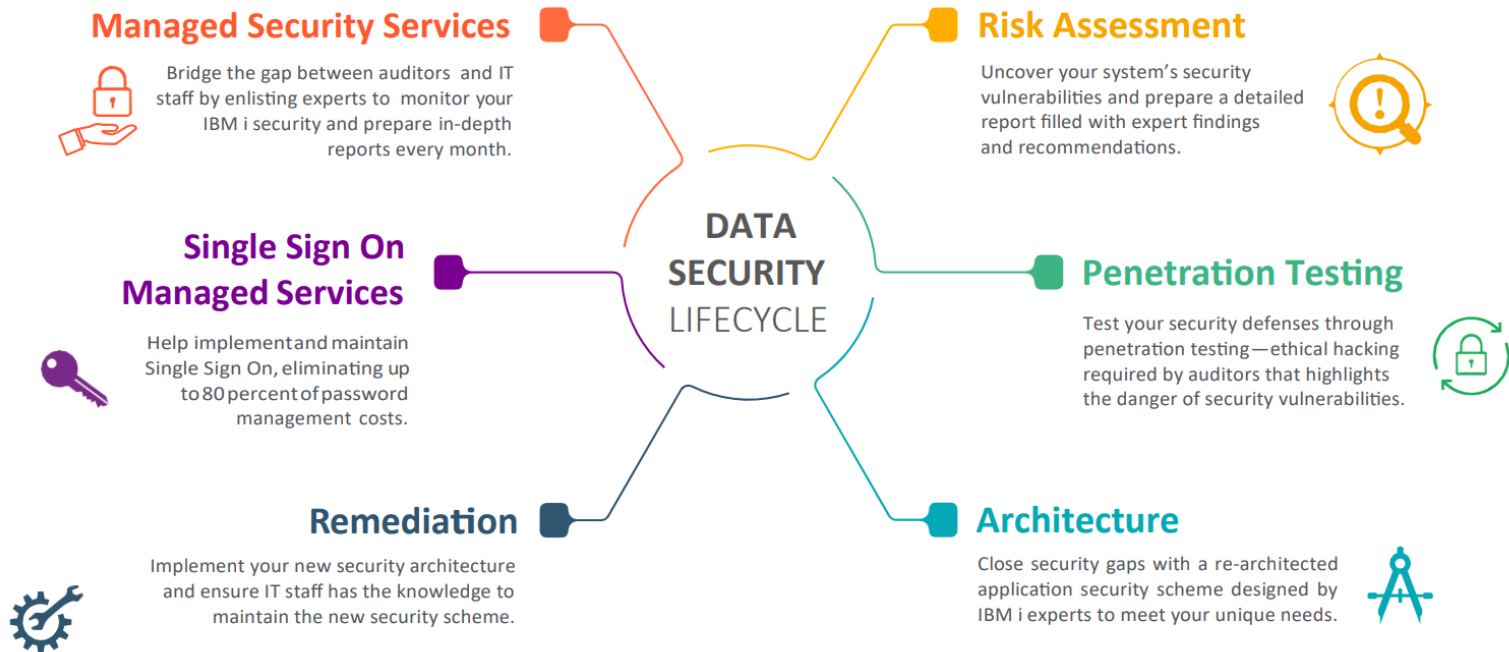 Managed Security Services
Bridge the gap between auditors and IT
staff by enlisting experts to monitor your
IBM i security and prepare in-depth
reports every month.
Risk Assessment
Uncover your system's security
vulnerabilities and prepare a detailed
report filled with expert findings
and recommendations.
DATA
SECURITY
LIFECYCLE
Single Sign On
Managed Services
Help implement and maintain
Single Sign On, eliminating up
to 80 percent of password
management costs.
Penetration Testing
Test your security defenses through
penetration testing—ethical hacking
required by auditors that highlights
the danger of security vulnerabilities.
Remediation
Implement your new security architecture
and ensure IT staff has the knowledge to
maintain the new security scheme.
Architecture
Close security gaps with a re-architected
application security scheme designed by
IBM i experts to meet your unique needs.